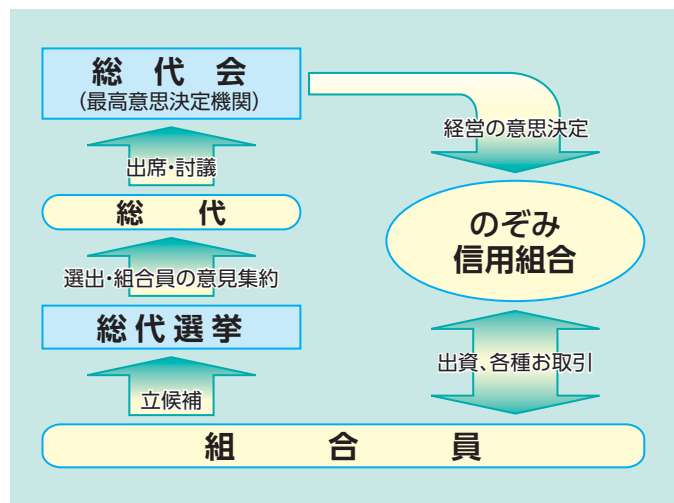 総代会
（最高意思決定機関）
経営の意思決定
出席・討議
総代
のぞみ
信用組合
選出・組合員の意見集約
総代選挙
出資、各種お取引
立候補
組合員